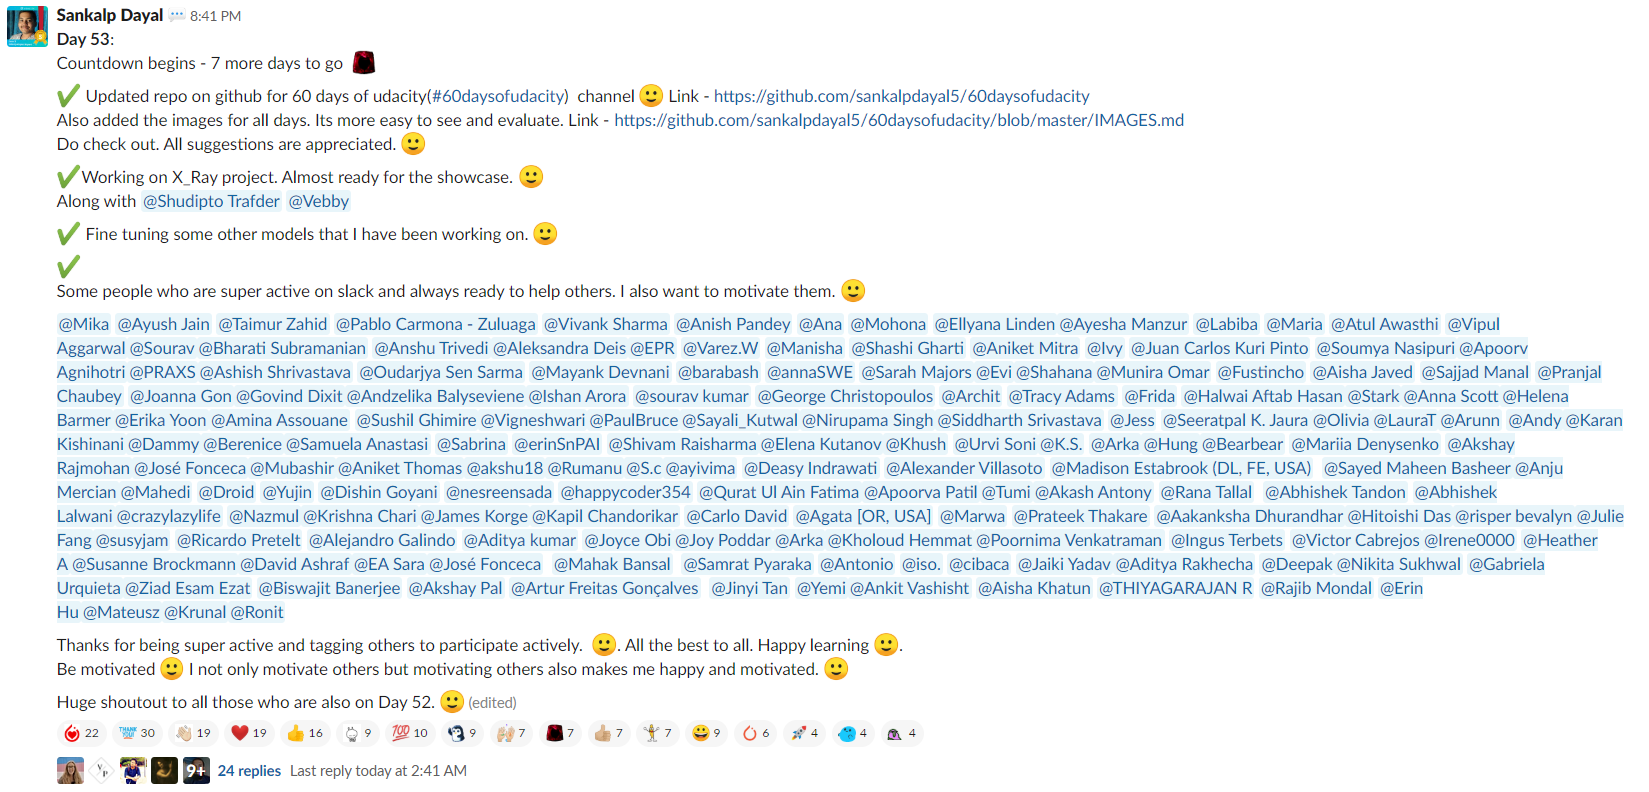 Sankalp Dayal 8:41 PM
Day 53:
Countdown begins - 7 more days to go
Updated repo on github for 60 days of udacity(#60daysofudacity) channel Link - https://github.com/sankalpdayal5/60daysofudacity
Also added the images for all days. Its more easy to see and evaluate. Link - https://github.com/sankalpdayal5/60daysofudacity/blob/master/IMAGES.md
Do check out. All suggestions are appreciated.
Working on X_Ray project. Almost ready for the showcase.
Along with @Shudipto Trafder @Vebby
Fine tuning some other models that I have been working on.
Some people who are super active on slack and always ready to help others. I also want to motivate them.
@Mika @Ayush Jain @Taimur Zahid @Pablo Carmona - Zuluaga @Vivank Sharma @Anish Pandey @Ana @Mohona @Ellyana Linden @Ayesha Manzur @Labiba @Maria @Atul Awasthi @Vipul
Aggarwal @Sourav @Bharati Subramanian @Anshu Trivedi @Aleksandra Deis @EPR @Varez.W @Manisha @Shashi Gharti @Aniket Mitra @Ivy @Juan Carlos Kuri Pinto @Soumya Nasipuri @Apoorv
Agnihotri @PRAXS @Ashish Shrivastava @Oudarjya Sen Sarma @Mayank Devnani @barabash @annaSWE @Sarah Majors @Evi @Shahana @Munira Omar @Fustincho @Aisha Javed @Sajjad Manal @Pranjal
Chaubey @Joanna Gon @Govind Dixit @Andzelika Balyseviene @Ishan Arora @sourav kumar @George Christopoulos @Archit @Tracy Adams @Frida @Halwai Aftab Hasan @Stark @Anna Scott @Helena
Barmer @Erika Yoon @Amina Assouane @Sushil Ghimire @Vigneshwari @PaulBruce @Sayali_Kutwal @Nirupama Singh @Siddharth Srivastava @Jess @Seeratpal K. Jaura @Olivia @LauraT @Arunn @Andy @Karan
Kishinani @Dammy @Berenice @Samuela Anastasi @Sabrina @erinSnPAI @Shivam Raisharma @Elena Kutanov @Khush @Urvi Soni @K.S. @Arka @Hung @Bearbear @Mariia Denysenko @Akshay
Rajmohan @José Fonceca @Mubashir @Aniket Thomas @akshu18 @Rumanu @S.c @ayivima @Deasy Indrawati @Alexander Villasoto @Madison Estabrook (DL, FE, USA) @Sayed Maheen Basheer @Anju
Mercian @Mahedi @Droid @Yujin @Dishin Goyani @nesreensada @happycoder354 @Qurat Ul Ain Fatima @Apoorva Patil @Tumi @Akash Antony @Rana Tallal @Abhishek Tandon @Abhishek
Lalwani @crazylazylife @Nazmul @Krishna Chari @James Korge @Kapil Chandorikar @Carlo David @Agata [OR, USA] @Marwa @Prateek Thakare @Aakanksha Dhurandhar @Hitoishi Das @risper bevalyn @Julie
Fang @susyjam @Ricardo Pretelt @Alejandro Galindo @Aditya kumar @Joyce Obi @Joy Poddar @Arka @Kholoud Hemmat @Poornima Venkatraman @Ingus Terbets @Victor Cabrejos @Irene0000 @Heather
A @Susanne Brockmann @David Ashraf @EA Sara @José Fonceca @Mahak Bansal @Samrat Pyaraka @Antonio @iso. @cibaca @Jaiki Yadav @Aditya Rakhecha @Deepak @Nikita Sukhwal @Gabriela
Urquieta @Ziad Esam Ezat @Biswajit Banerjee @Akshay Pal @Artur Freitas Gonçalves @Jinyi Tan @Yemi @Ankit Vashisht @Aisha Khatun @THIYAGARAJAN R @Rajib Mondal @Erin
Hu @Mateusz @Krunal @Ronit
Thanks for being super active and tagging others to participate actively. . All the best to all. Happy learning .
Be motivated I not only motivate others but motivating others also makes me happy and motivated.
Huge shoutout to all those who are also on Day 52. (edited)
22 THANK YOU! 30 19 19 16 9 100 10 9 7 7 7 7 9 6 4 4 4
9+ 24 replies Last reply today at 2:41 AM